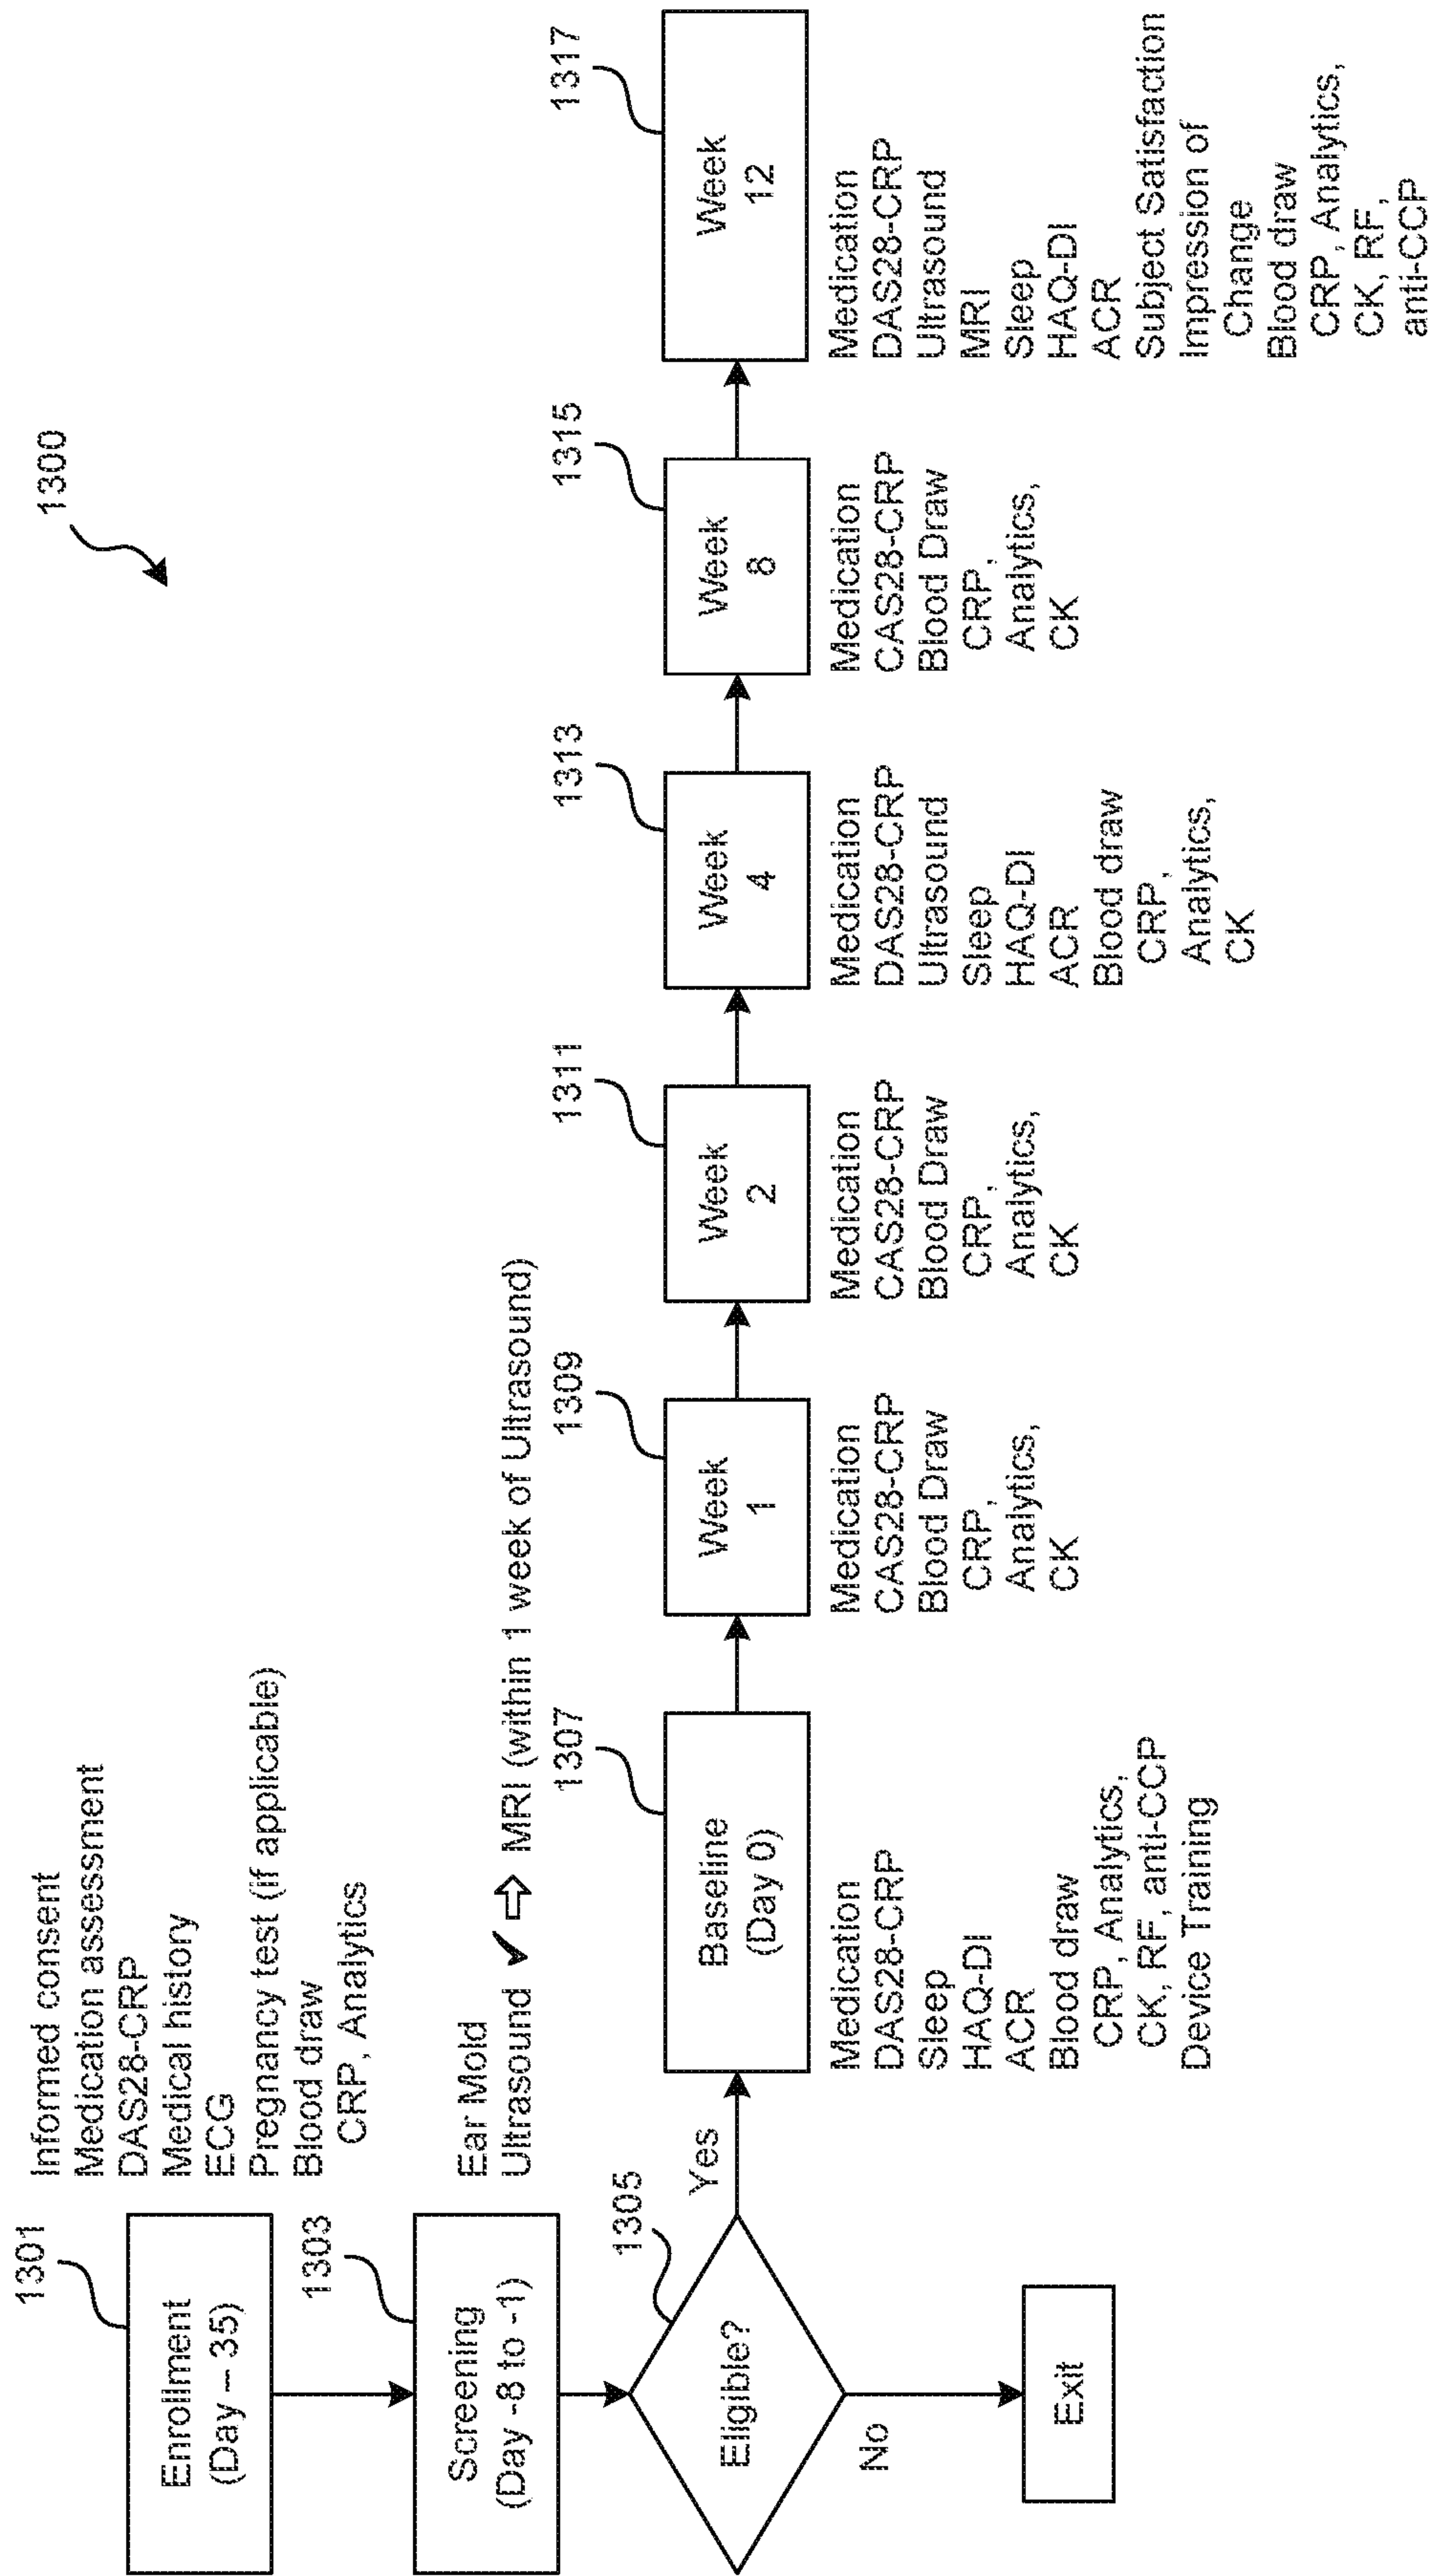 1300
1301
Enrollment
(Day – 35)
Informed consent
Medication assessment
DAS28-CRP
Medical history
ECG
Pregnancy test (if applicable)
Blood draw
CRP, Analytics
1303
Screening
(Day -8 to -1)
Ear Mold
Ultrasound ✔ ⇨ MRI (within 1 week of Ultrasound)
1305
Eligible?
Yes
No
Exit
1307
Baseline
(Day 0)
Medication
DAS28-CRP
Sleep
HAQ-DI
ACR
Blood draw
CRP, Analytics,
CK, RF, anti-CCP
Device Training
1309
Week
1
Medication
CAS28-CRP
Blood Draw
CRP,
Analytics,
CK
1311
Week
2
Medication
CAS28-CRP
Blood Draw
CRP,
Analytics,
CK
1313
Week
4
Medication
DAS28-CRP
Ultrasound
Sleep
HAQ-DI
ACR
Blood draw
CRP,
Analytics,
CK
1315
Week
8
Medication
CAS28-CRP
Blood Draw
CRP,
Analytics,
CK
1317
Week
12
Medication
DAS28-CRP
Ultrasound
MRI
Sleep
HAQ-DI
ACR
Subject Satisfaction
Impression of
Change
Blood draw
CRP, Analytics,
CK, RF,
anti-CCP